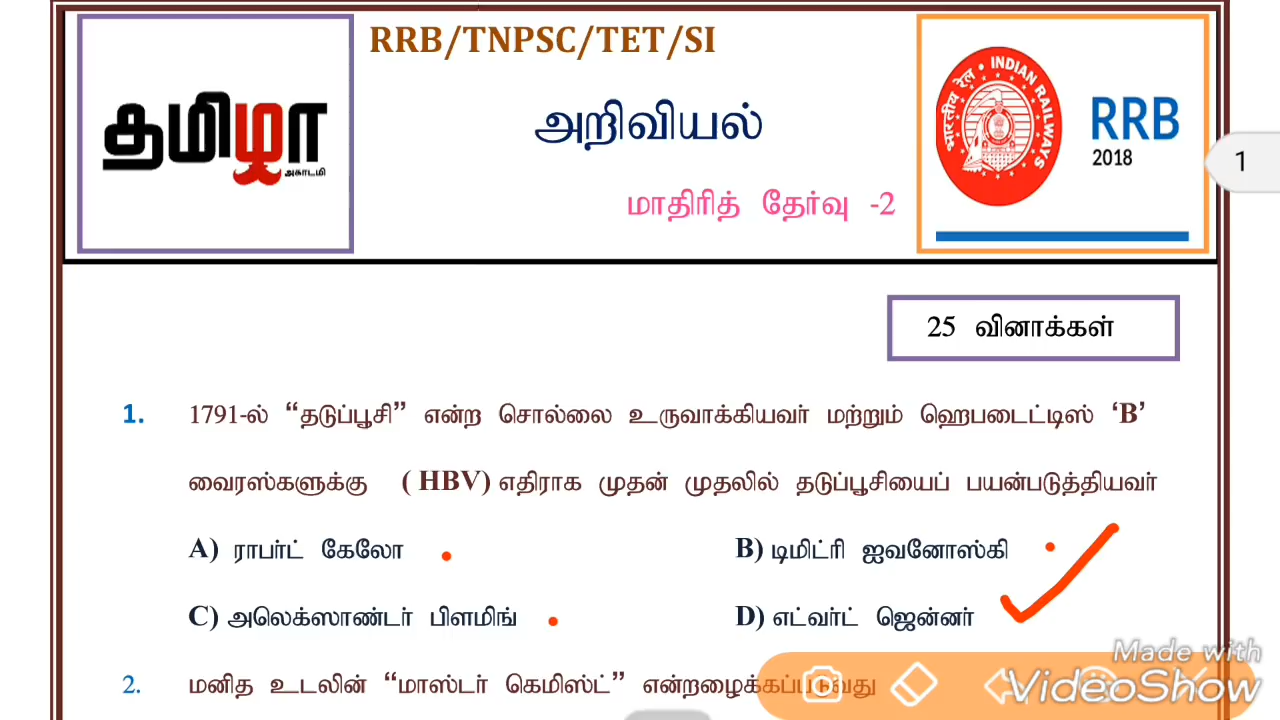 RRB/TNPSC/TET/SI
தமிழா
அகாடமி
அறிவியல்
மாதிரித் தேர்வு -2
भारतीय रेल • INDIAN RAILWAYS
RRB
2018
1
25 வினாக்கள்
1. 1791-ல் “தடுப்பூசி” என்ற சொல்லை உருவாக்கியவர் மற்றும் ஹெபடைட்டிஸ் ‘B’
வைரஸ்களுக்கு ( HBV) எதிராக முதன் முதலில் தடுப்பூசியைப் பயன்படுத்தியவர்
A) ராபர்ட் கேலோ B) டிமிட்ரி ஐவனோஸ்கி
C) அலெக்ஸாண்டர் பிளமிங் D) எட்வர்ட் ஜென்னர்
2. மனித உடலின் “மாஸ்டர் கெமிஸ்ட்” என்றழைக்கப்படுவது
Made with
VideoShow